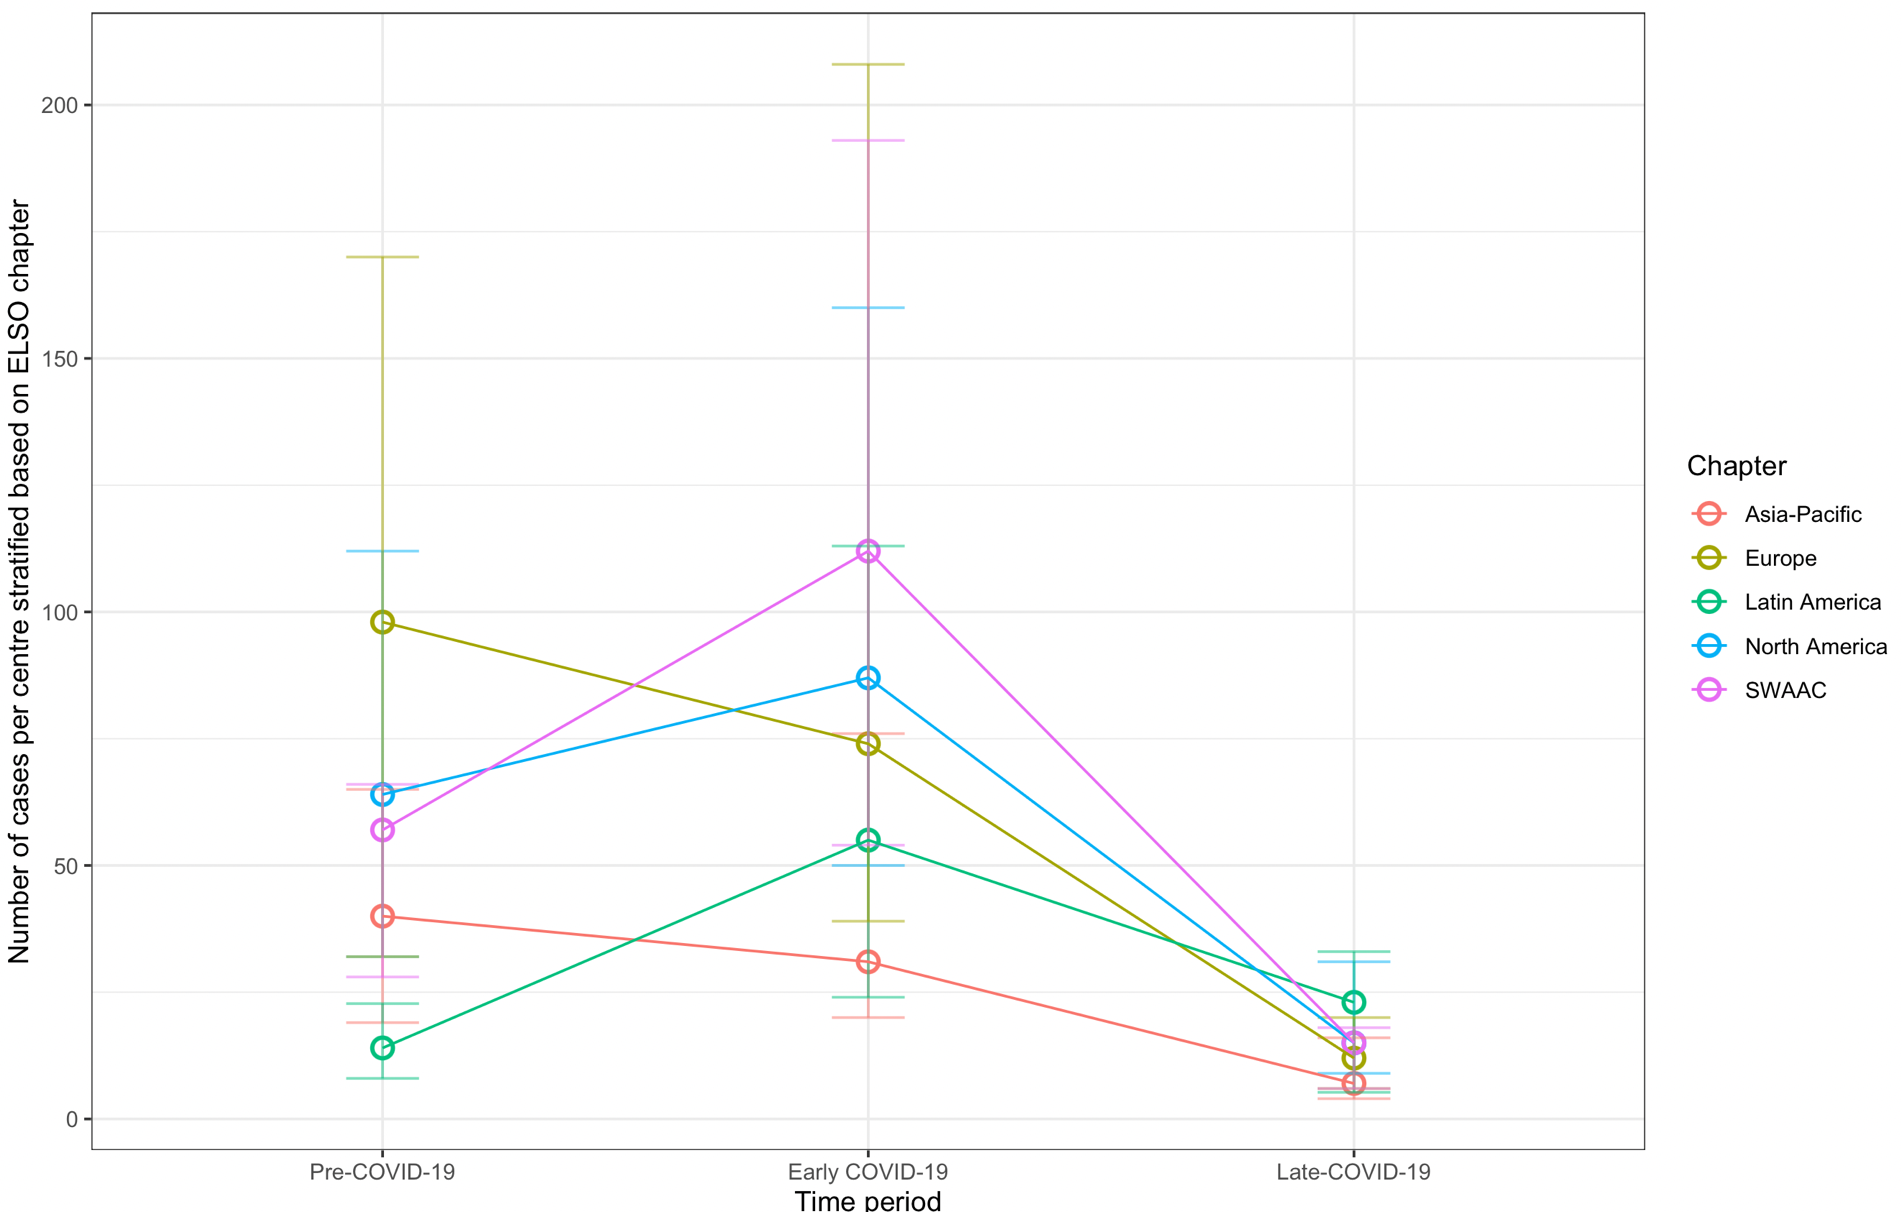 Number of cases per centre stratified based on ELSO chapter
200
150
100
50
0
Pre-COVID-19
Early COVID-19
Late-COVID-19
Time period
Chapter
Asia-Pacific
Europe
Latin America
North America
SWAAC